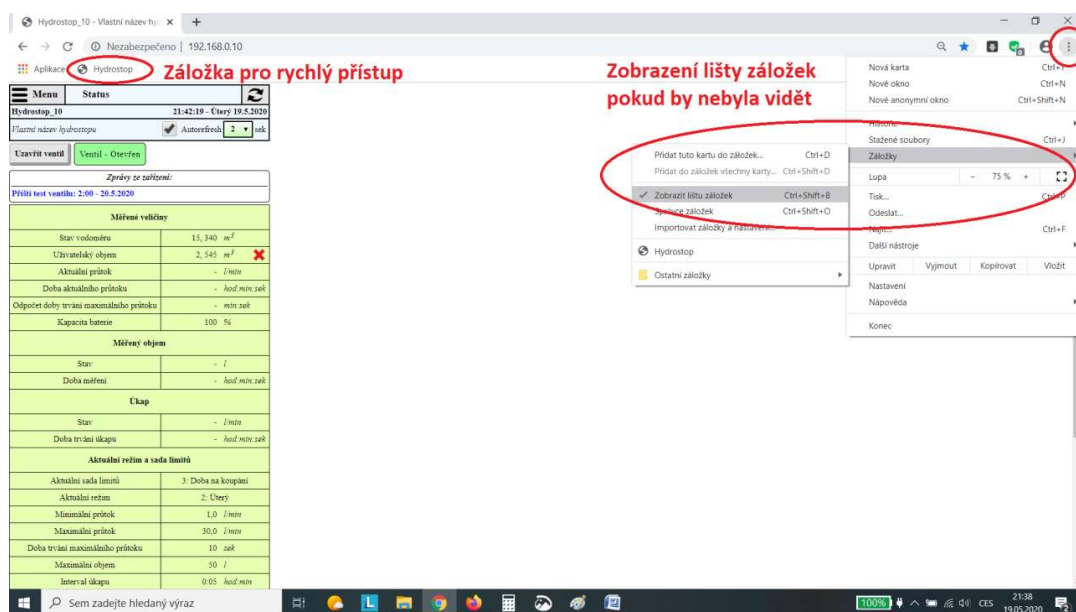 Hydrostop_10 - Vlastní název hy
Nezabezpečeno | 192.168.0.10
Aplikace Hydrostop
Záložka pro rychlý přístup
Zobrazení lišty záložek
pokud by nebyla vidět
Menu Status
Hydrostop_10 21:42:19 - Úterý 19.5.2020
Vlastní název hydrostopu Autorefresh 2 sek
Uzavřít ventil Ventil - Otevřen
Zprávy ze zařízení:
Příští test ventilu: 2:00 - 20.5.2020
Měřené veličiny
Stav vodoměru 15,340 m³
Uživatelský objem 2,545 m³
Aktuální průtok - l/min
Doba aktuálního průtoku - hod:min:sek
Odpočet doby trvání maximálního průtoku - min:sek
Kapacita baterie 100 %
Měřený objem
Stav - l
Doba měření - hod:min:sek
Úkap
Stav - l/min
Doba trvání úkapu - hod:min:sek
Aktuální režim a sada limitů
Aktuální sada limitů 3: Doba na koupání
Aktuální režim 2: Úterý
Minimální průtok 1,0 l/min
Maximální průtok 30,0 l/min
Doba trvání maximálního průtoku 10 sek
Maximální objem 50 l
Interval úkapu 0:05 hod:min
Přidat tuto kartu do záložek... Ctrl+D
Přidat do záložek všechny karty... Ctrl+Shift+D
Zobrazit lištu záložek Ctrl+Shift+B
Správce záložek Ctrl+Shift+O
Importovat záložky a nastavení...
Hydrostop
Ostatní záložky
Nová karta Ctrl+T
Nové okno Ctrl+N
Nové anonymní okno Ctrl+Shift+N
Historie
Stažené soubory Ctrl+J
Záložky
Lupa - 75 % +
Tisk... Ctrl+P
Odeslat...
Najít... Ctrl+F
Další nástroje
Upravit Vyjmout Kopírovat Vložit
Nastavení
Nápověda
Konec
Sem zadejte hledaný výraz
L
100%
CES
21:38
19.05.2020
2